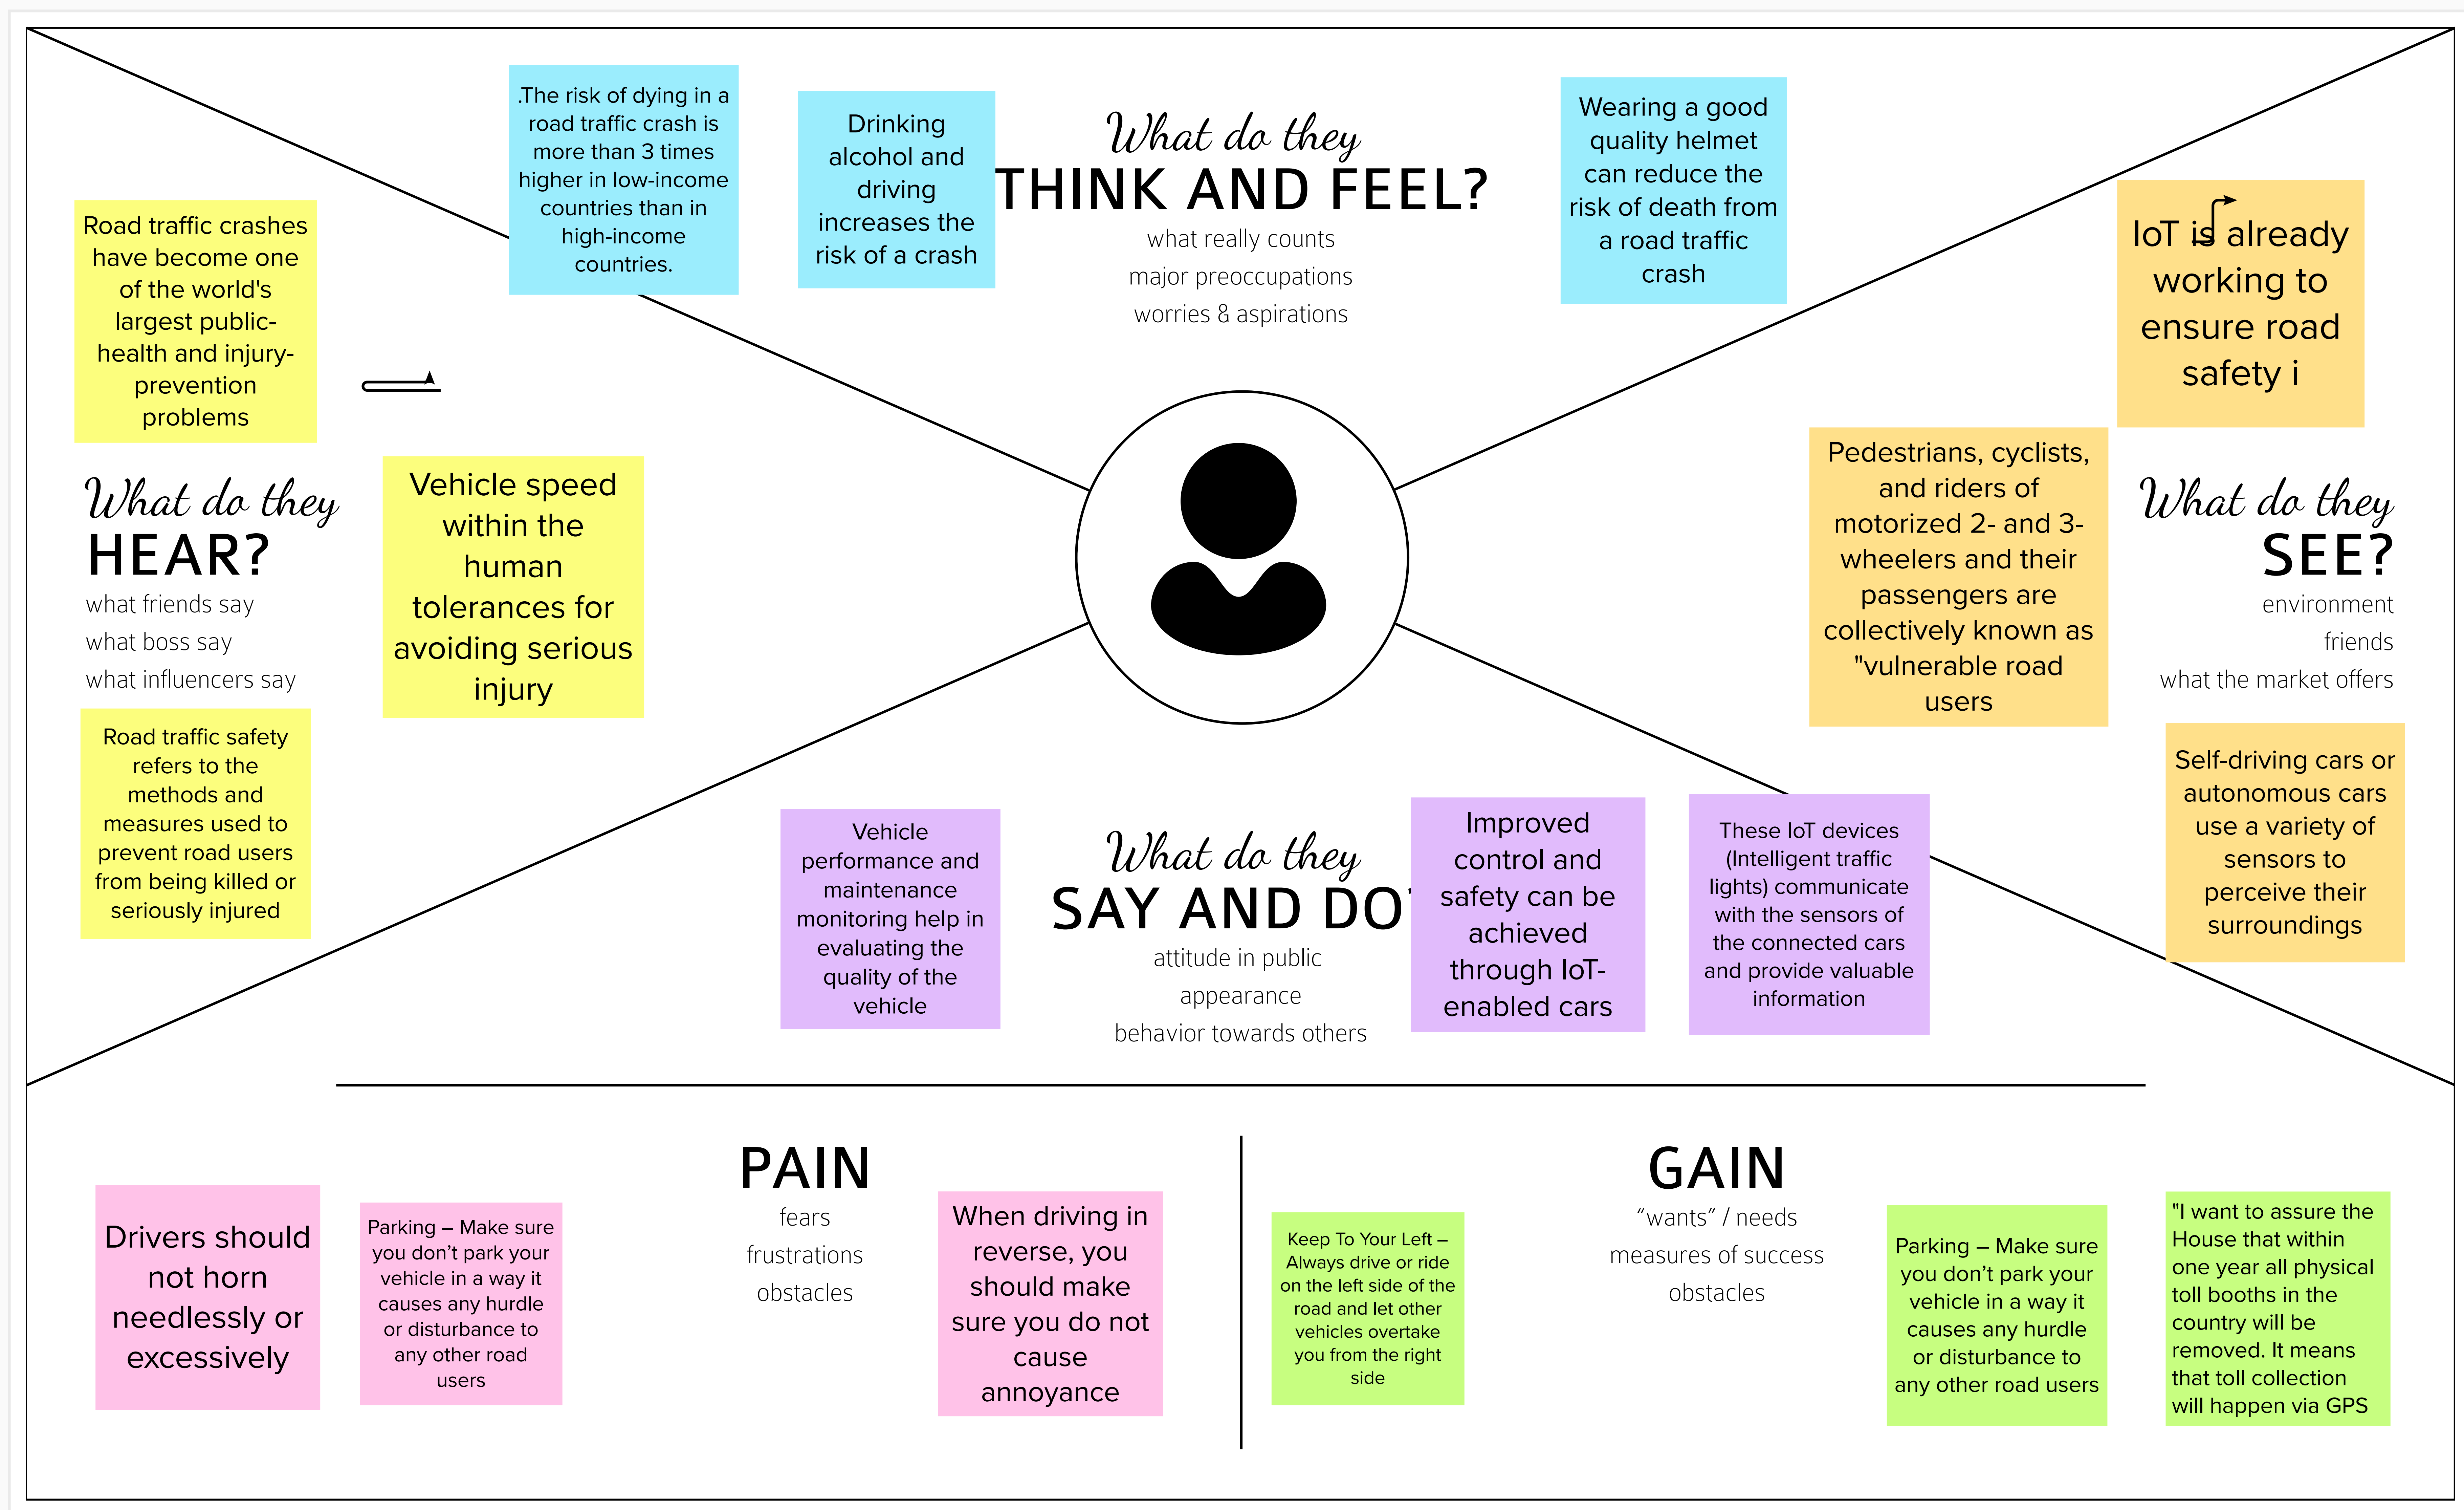 .The risk of dying in a
road traffic crash is
more than 3 times
higher in low-income
countries than in
high-income
countries.
Drinking
alcohol and
driving
increases the
risk of a crash
What do they
THINK AND FEEL?
what really counts
major preoccupations
worries & aspirations
Wearing a good
quality helmet
can reduce the
risk of death from
a road traffic
crash
Road traffic crashes
have become one
of the world's
largest public-
health and injury-
prevention
problems
What do they
HEAR?
what friends say
what boss say
what influencers say
Vehicle speed
within the
human
tolerances for
avoiding serious
injury
Road traffic safety
refers to the
methods and
measures used to
prevent road users
from being killed or
seriously injured
IoT is already
working to
ensure road
safety i
Pedestrians, cyclists,
and riders of
motorized 2- and 3-
wheelers and their
passengers are
collectively known as
"vulnerable road
users
What do they
SEE?
environment
friends
what the market offers
Self-driving cars or
autonomous cars
use a variety of
sensors to
perceive their
surroundings
Vehicle
performance and
maintenance
monitoring help in
evaluating the
quality of the
vehicle
What do they
SAY AND DO
attitude in public
appearance
behavior towards others
Improved
control and
safety can be
achieved
through IoT-
enabled cars
These IoT devices
(Intelligent traffic
lights) communicate
with the sensors of
the connected cars
and provide valuable
information
Drivers should
not horn
needlessly or
excessively
Parking – Make sure
you don’t park your
vehicle in a way it
causes any hurdle
or disturbance to
any other road
users
PAIN
fears
frustrations
obstacles
When driving in
reverse, you
should make
sure you do not
cause
annoyance
Keep To Your Left –
Always drive or ride
on the left side of the
road and let other
vehicles overtake
you from the right
side
GAIN
“wants” / needs
measures of success
obstacles
Parking – Make sure
you don’t park your
vehicle in a way it
causes any hurdle
or disturbance to
any other road users
"I want to assure the
House that within
one year all physical
toll booths in the
country will be
removed. It means
that toll collection
will happen via GPS